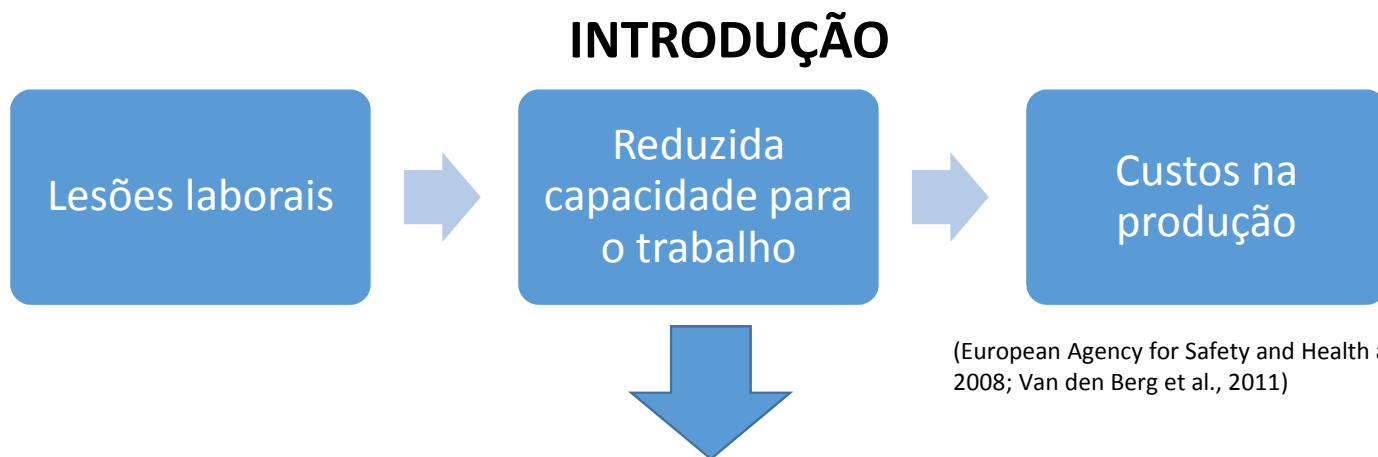 INTRODUÇÃO
Lesões laborais
Reduzida
capacidade para
o trabalho
Custos na
produção
(European Agency for Safety and Health
2008; Van den Berg et al., 2011)